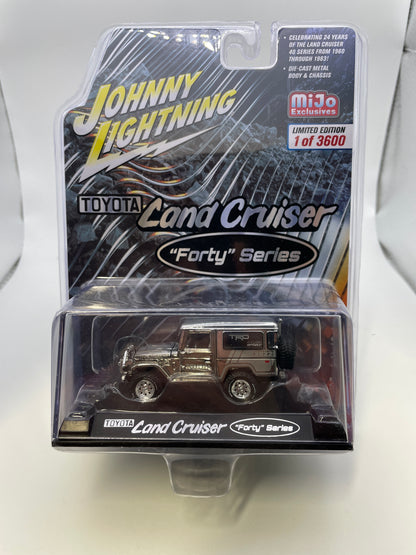 • CELEBRATING 24 YEARS
OF THE LAND CRUISER
40 SERIES FROM 1960
THROUGH 1983!
• DIE-CAST METAL
BODY & CHASSIS
MiJo
Exclusives
LIMITED EDITION
1 of 3600
JOHNNY
LIGHTNING
TOYOTA Land Cruiser
"Forty" Series
TRD
TOYOTA Land Cruiser "Forty" Series